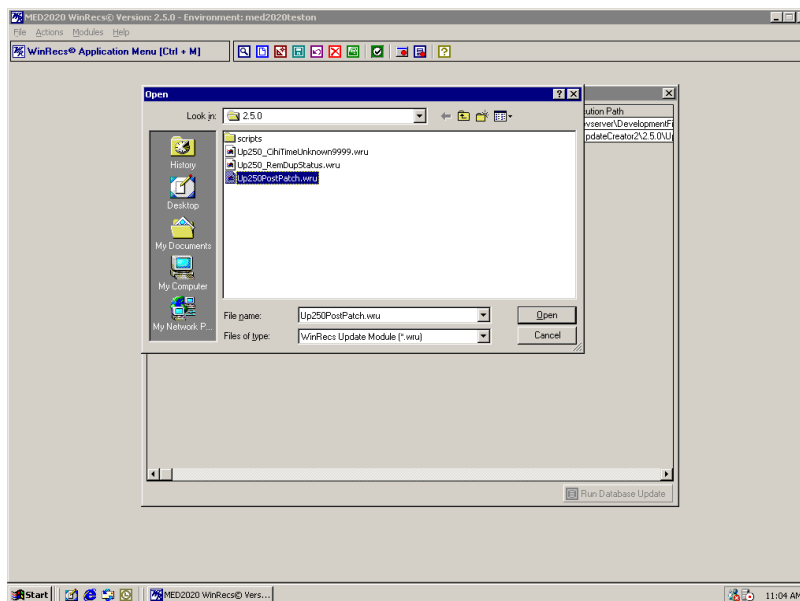 MED2020 WinRecs© Version: 2.5.0 - Environment: med2020teston
File Actions Modules Help
WinRecs© Application Menu [Ctrl + M]
Open
Look in: 2.5.0
ution Path
vserver\DevelopmentFi
pdateCreator2\2.5.0\U
scripts
Up250_CihiTimeUnknown9999.wru
Up250_RemDupStatus.wru
Up250PostPatch.wru
History
Desktop
My Documents
My Computer
My Network P...
File name: Up250PostPatch.wru Open
Files of type: WinRecs Update Module (*.wru) Cancel
Run Database Update
Start MED2020 WinRecs© Vers... 11:04 AM